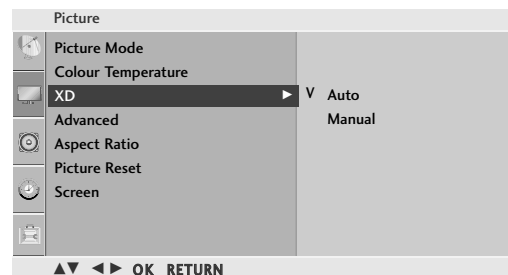 Picture
Picture Mode
Colour Temperature
XD ► V Auto
Advanced Manual
Aspect Ratio
Picture Reset
Screen
▲▼ ◄► OK RETURN